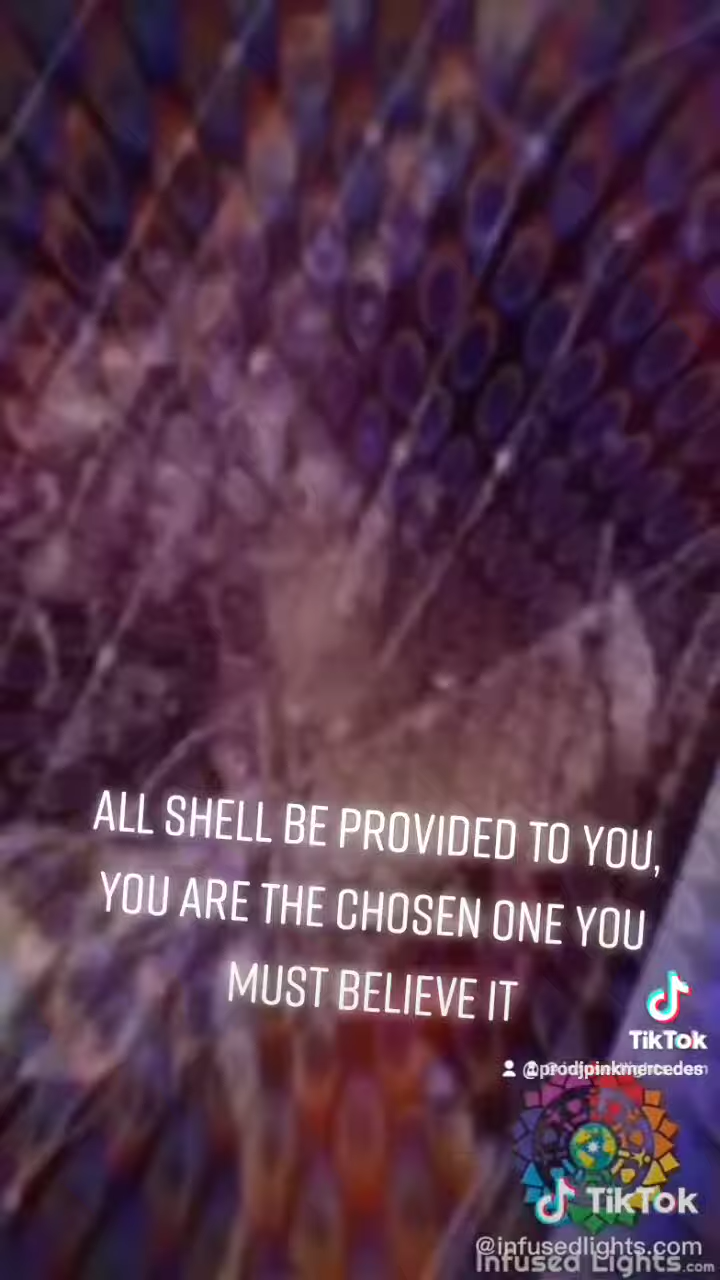 ALL SHELL BE PROVIDED TO YOU,
YOU ARE THE CHOSEN ONE YOU
MUST BELIEVE IT
TikTok
@prodjpinkmercedes
TikTok
@infusedlights.com
Infused Lights.com